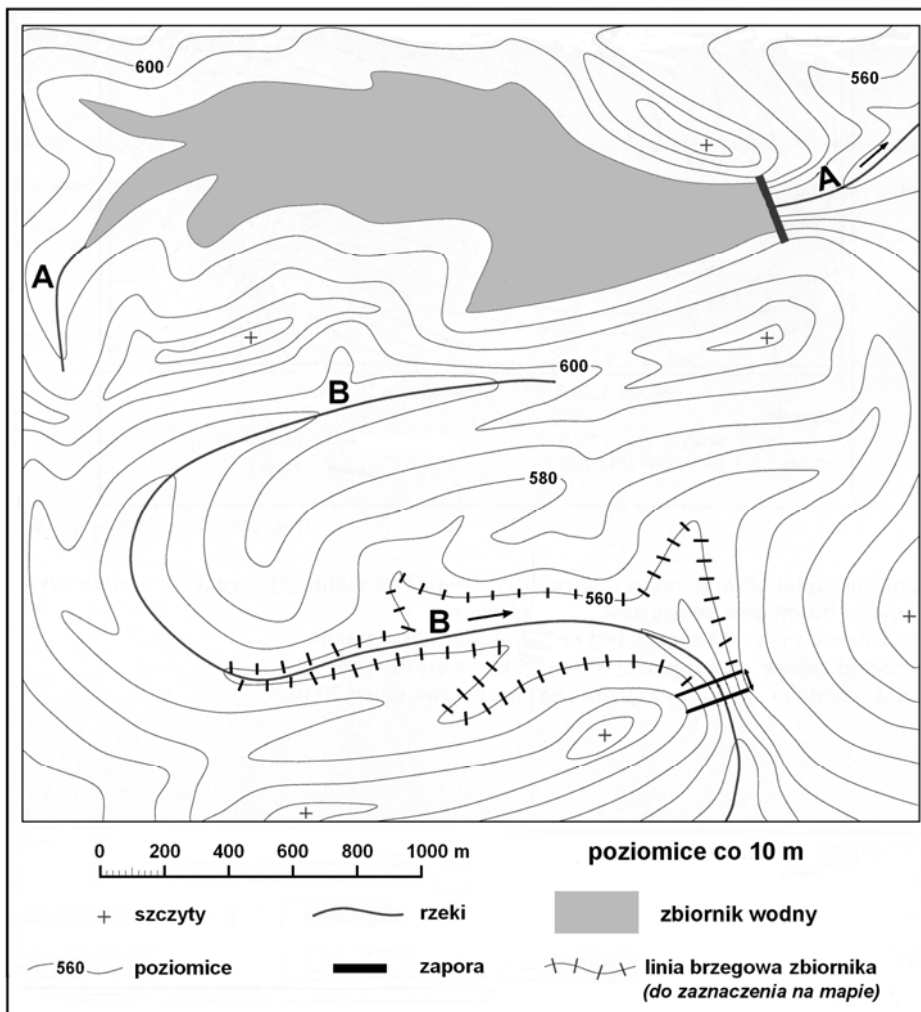 600
560
A
A
600
B
580
560
B
0 200 400 600 800 1000 m
poziomice co 10 m
szczyty
rzeki
zbiornik wodny
560 poziomice
zapora
linia brzegowa zbiornika
(do zaznaczenia na mapie)